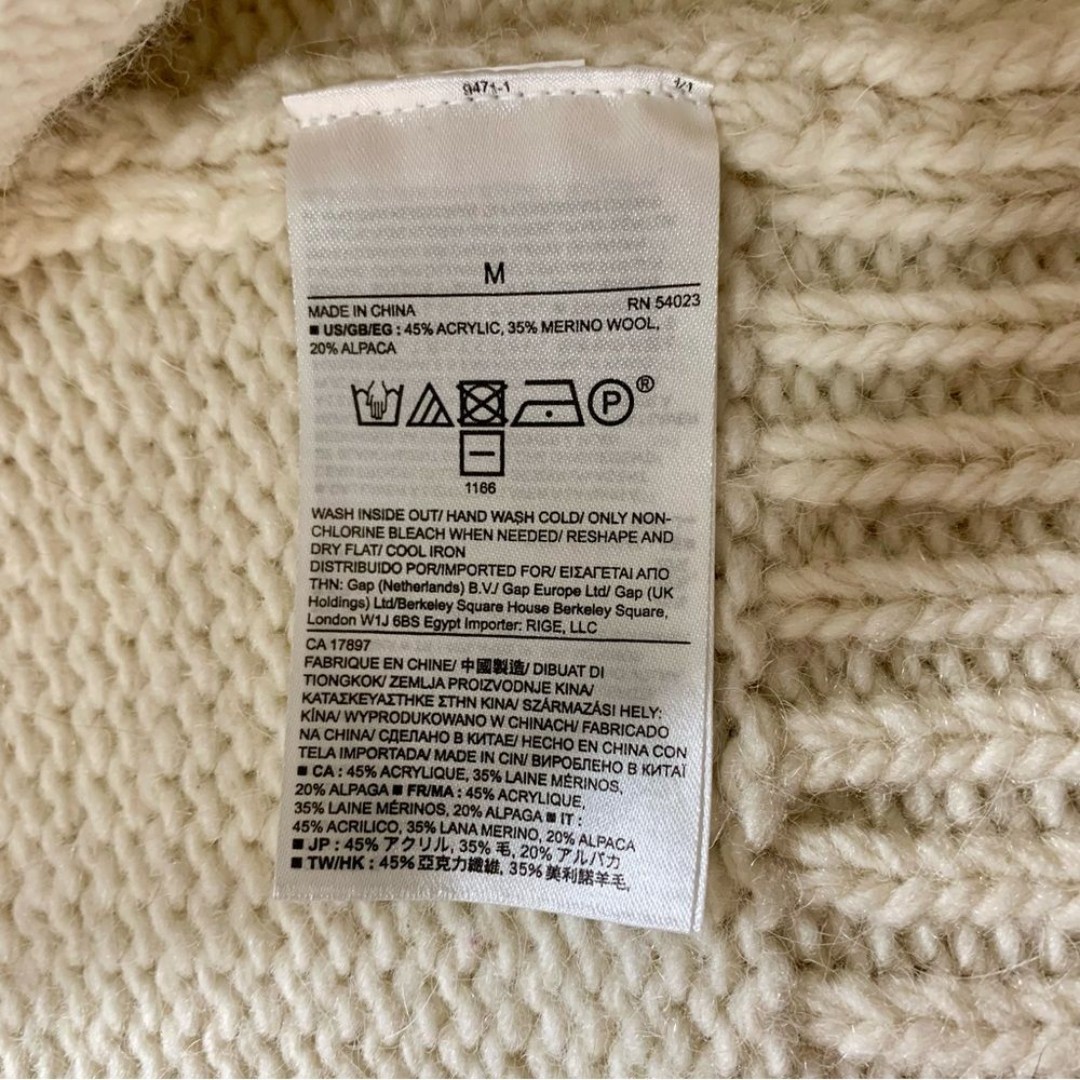 9471-1
1/1
M
MADE IN CHINA RN 54023
■ US/GB/EG : 45% ACRYLIC, 35% MERINO WOOL,
20% ALPACA
P ®
1166
WASH INSIDE OUT/ HAND WASH COLD/ ONLY NON-
CHLORINE BLEACH WHEN NEEDED/ RESHAPE AND
DRY FLAT/ COOL IRON
DISTRIBUIDO POR/IMPORTED FOR/ ΕΙΣΑΓΕΤΑΙ ΑΠΟ
THN: Gap (Netherlands) B.V./ Gap Europe Ltd/ Gap (UK
Holdings) Ltd/Berkeley Square House Berkeley Square,
London W1J 6BS Egypt Importer: RIGE, LLC
CA 17897
FABRIQUE EN CHINE/ 中國製造/ DIBUAT DI
TIONGKOK/ ZEMLJA PROIZVODNJE KINA/
ΚΑΤΑΣΚΕΥΑΣΤΗΚΕ ΣΤΗΝ ΚΙΝΑ/ SZÁRMAZÁSI HELY:
KÍNA/ WYPRODUKOWANO W CHINACH/ FABRICADO
NA CHINA/ СДЕЛАНО В КИТАЕ/ HECHO EN CHINA CON
TELA IMPORTADA/ MADE IN CIN/ ВИРОБЛЕНО В КИТАЇ
■ CA : 45% ACRYLIQUE, 35% LAINE MÉRINOS,
20% ALPAGA ■ FR/MA : 45% ACRYLIQUE,
35% LAINE MÉRINOS, 20% ALPAGA ■ IT :
45% ACRILICO, 35% LANA MERINO, 20% ALPACA
■ JP : 45% アクリル, 35% 毛, 20% アルパカ
■ TW/HK : 45% 亞克力纖維, 35% 美利諾羊毛,